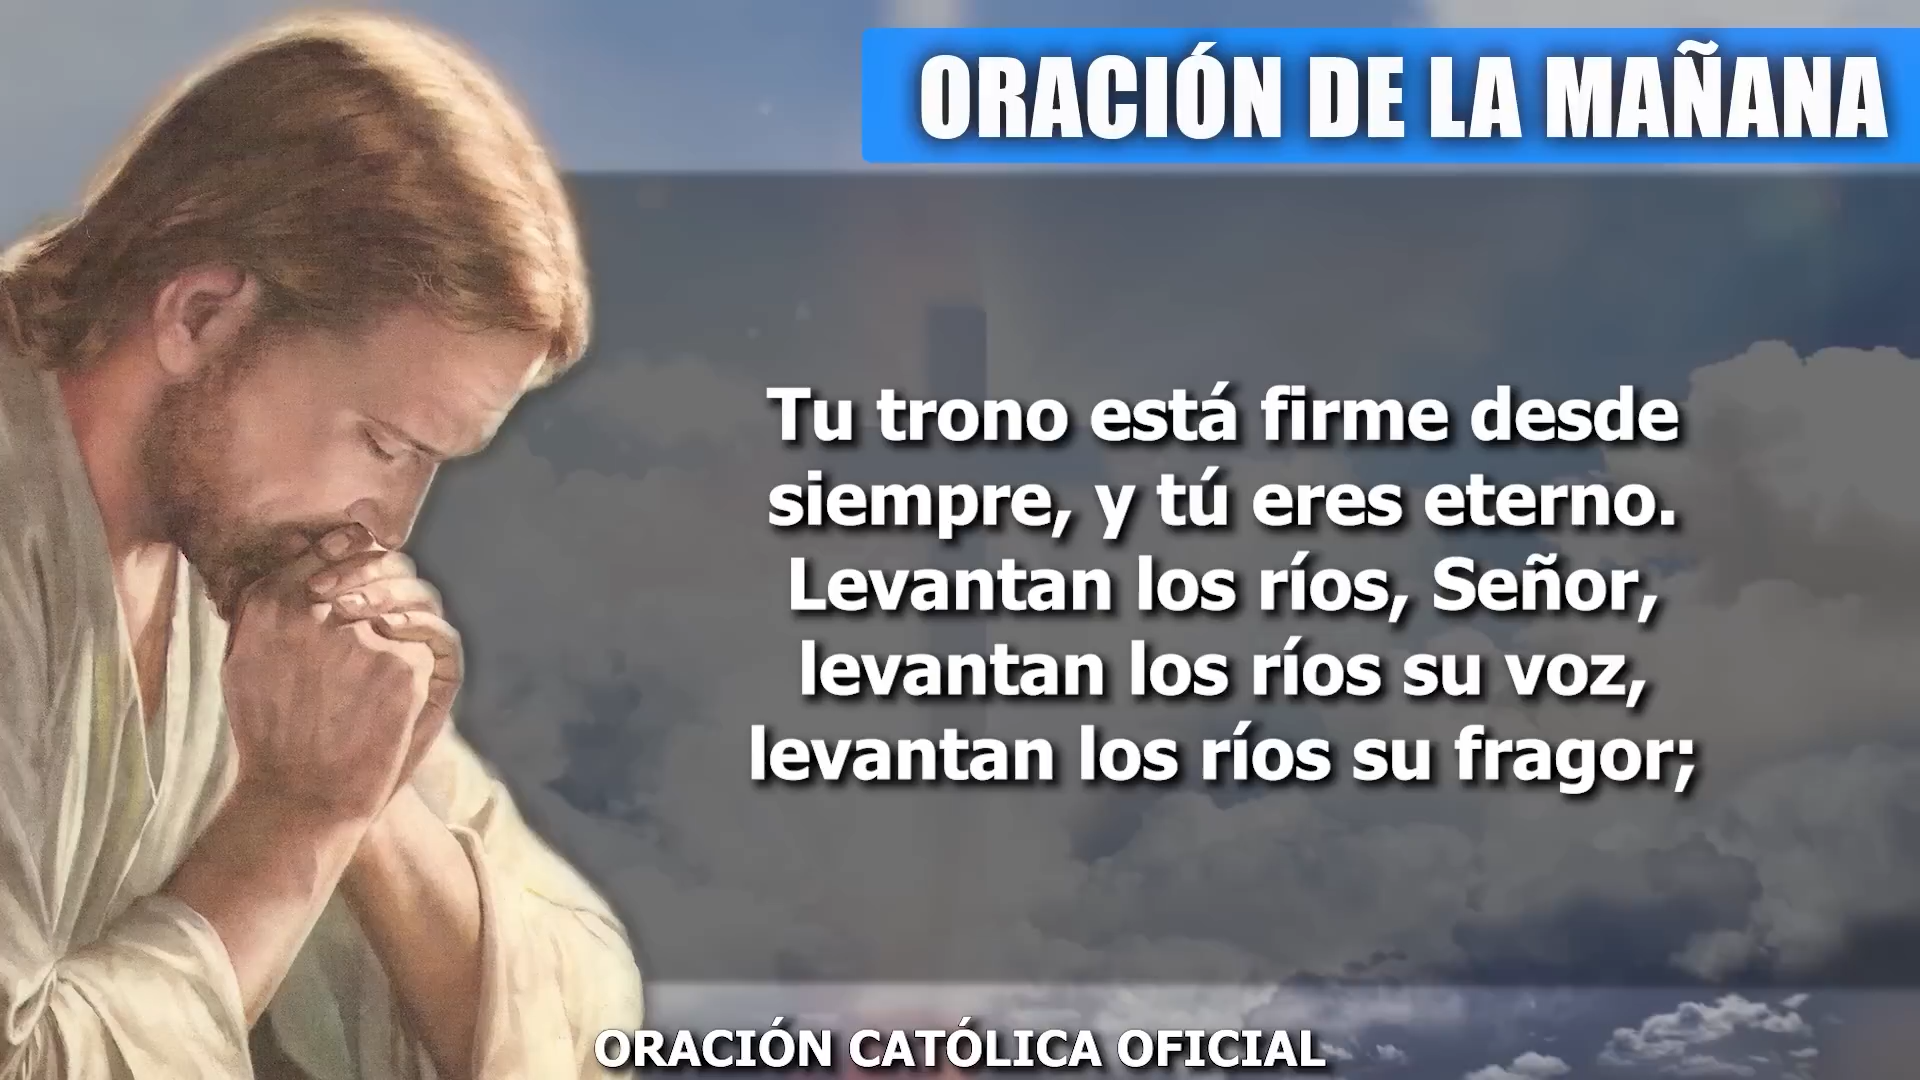 ORACIÓN DE LA MAÑANA
Tu trono está firme desde
siempre, y tú eres eterno.
Levantan los ríos, Señor,
levantan los ríos su voz,
levantan los ríos su fragor;
ORACIÓN CATÓLICA OFICIAL